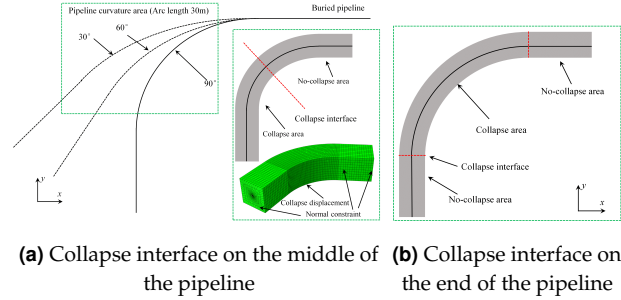 Pipeline curvature area (Arc length 30m)
Buried pipeline
30°
60°
90°
No-collapse area
Collapse interface
Collapse area
Collapse displacement
Normal constraint
y
x
No-collapse area
Collapse area
Collapse interface
No-collapse area
y
x
(a) Collapse interface on the middle of
the pipeline
(b) Collapse interface on
the end of the pipeline